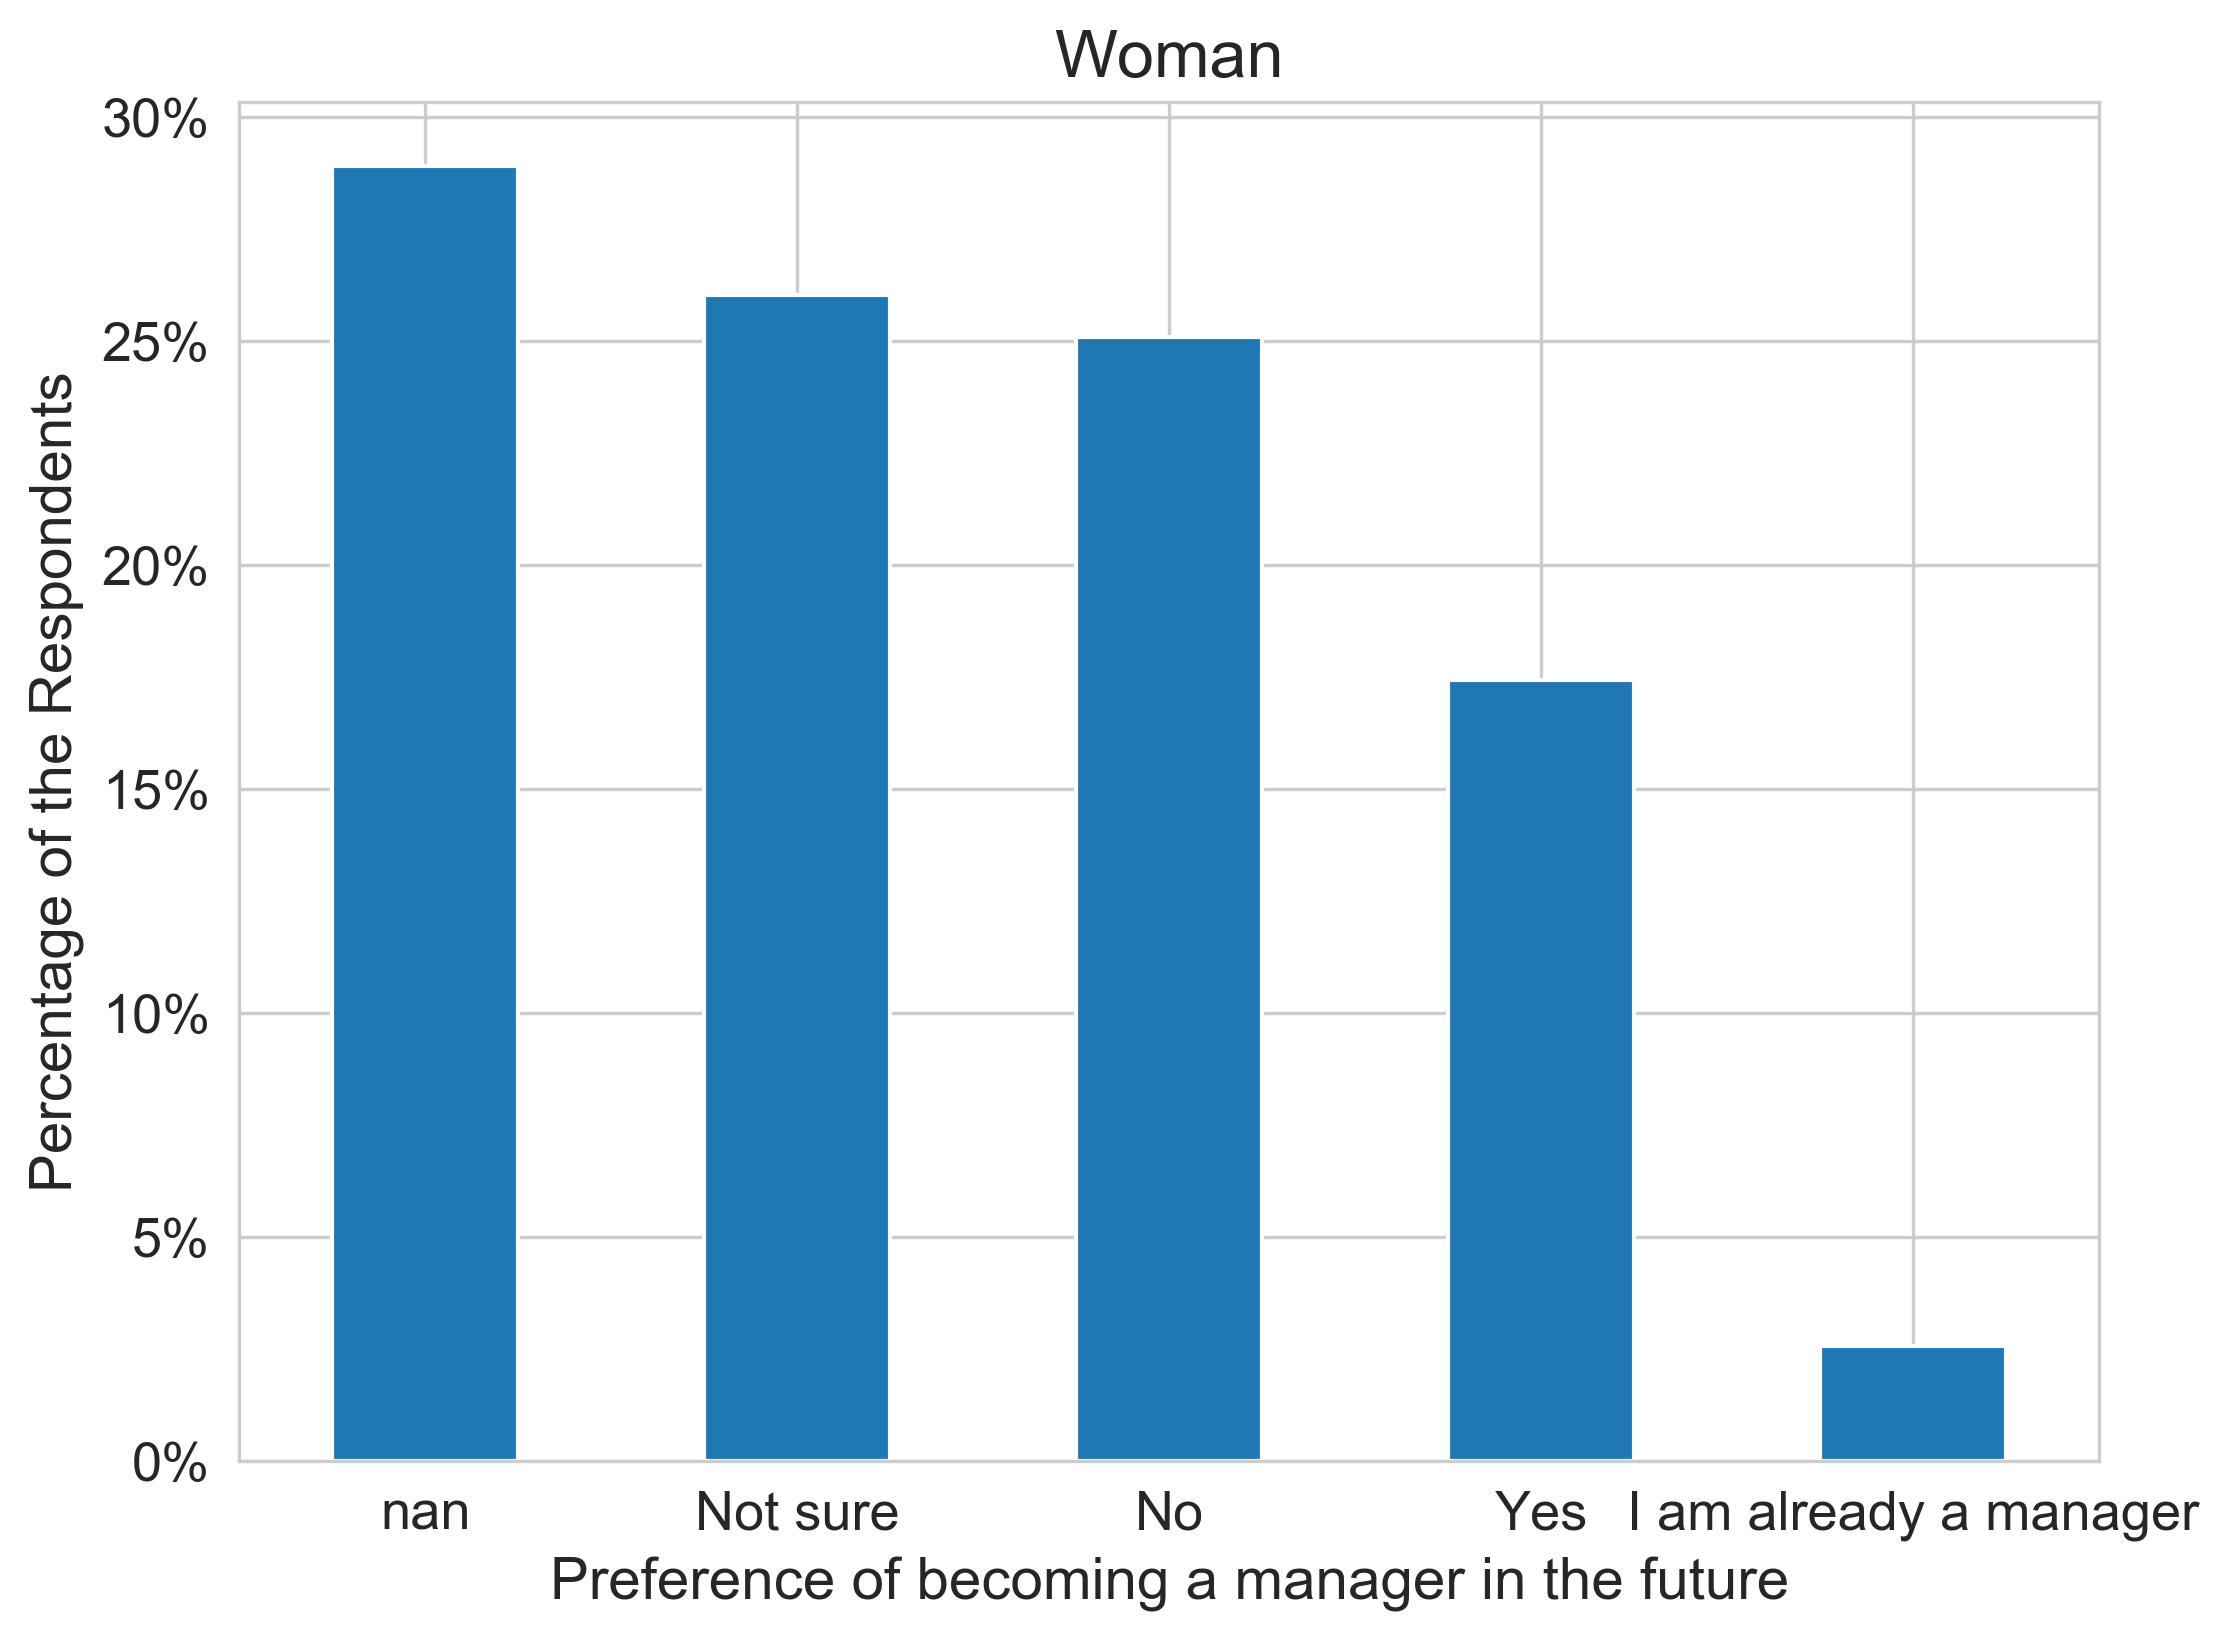 Woman
30%
25%
20%
15%
10%
5%
0%
Percentage of the Respondents
nan
Not sure
No
Yes
I am already a manager
Preference of becoming a manager in the future